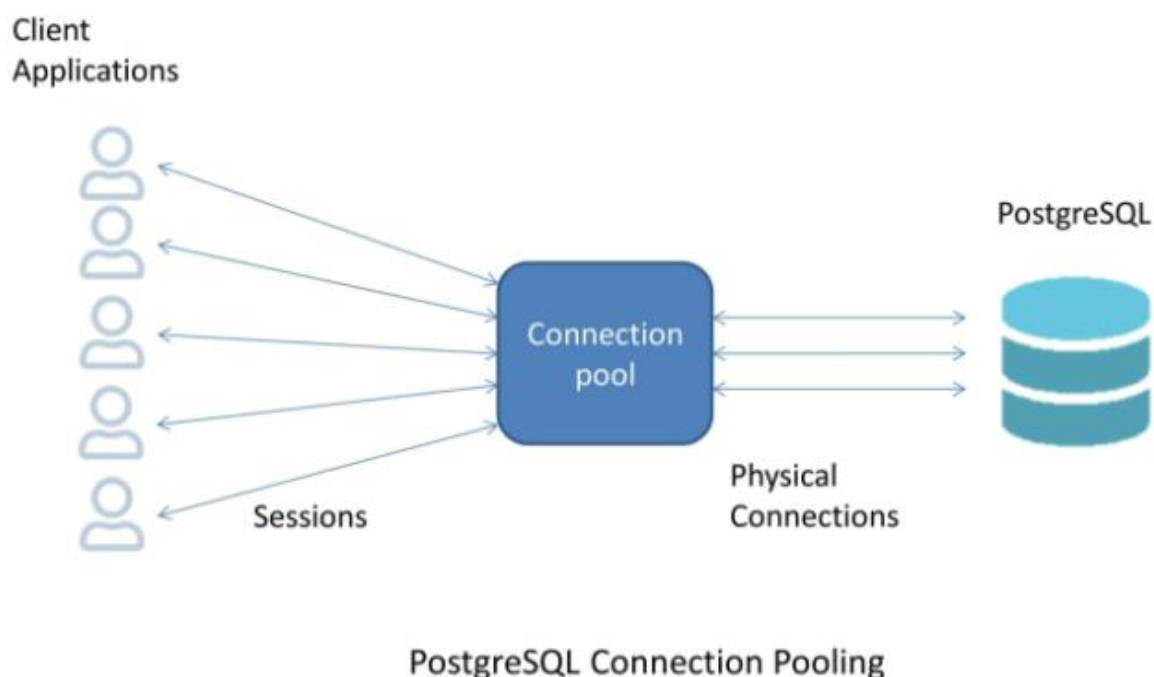 Client
Applications
PostgreSQL
Connection
pool
Physical
Connections
Sessions
PostgreSQL Connection Pooling